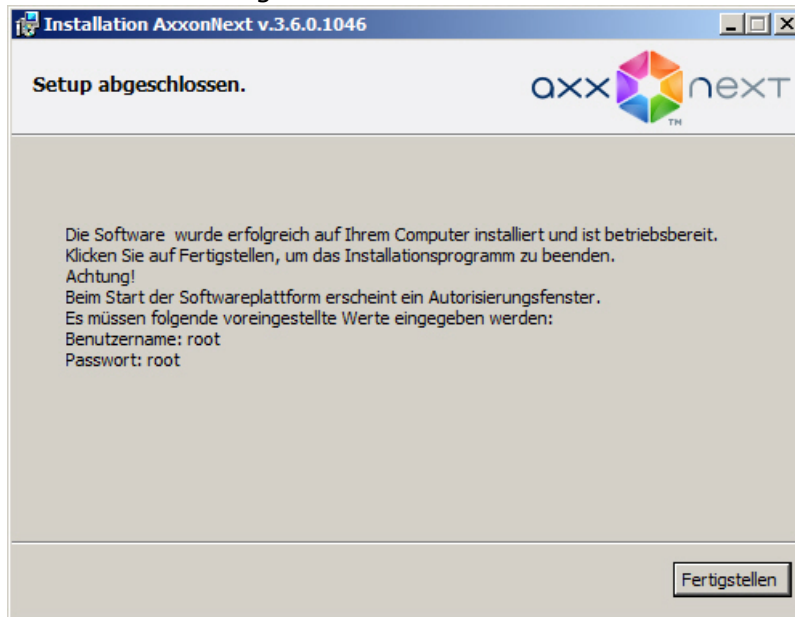 Installation AxxonNext v.3.6.0.1046
Setup abgeschlossen.
axx next
TM
Die Software wurde erfolgreich auf Ihrem Computer installiert und ist betriebsbereit.
Klicken Sie auf Fertigstellen, um das Installationsprogramm zu beenden.
Achtung!
Beim Start der Softwareplattform erscheint ein Autorisierungsfenster.
Es müssen folgende voreingestellte Werte eingegeben werden:
Benutzername: root
Passwort: root
Fertigstellen